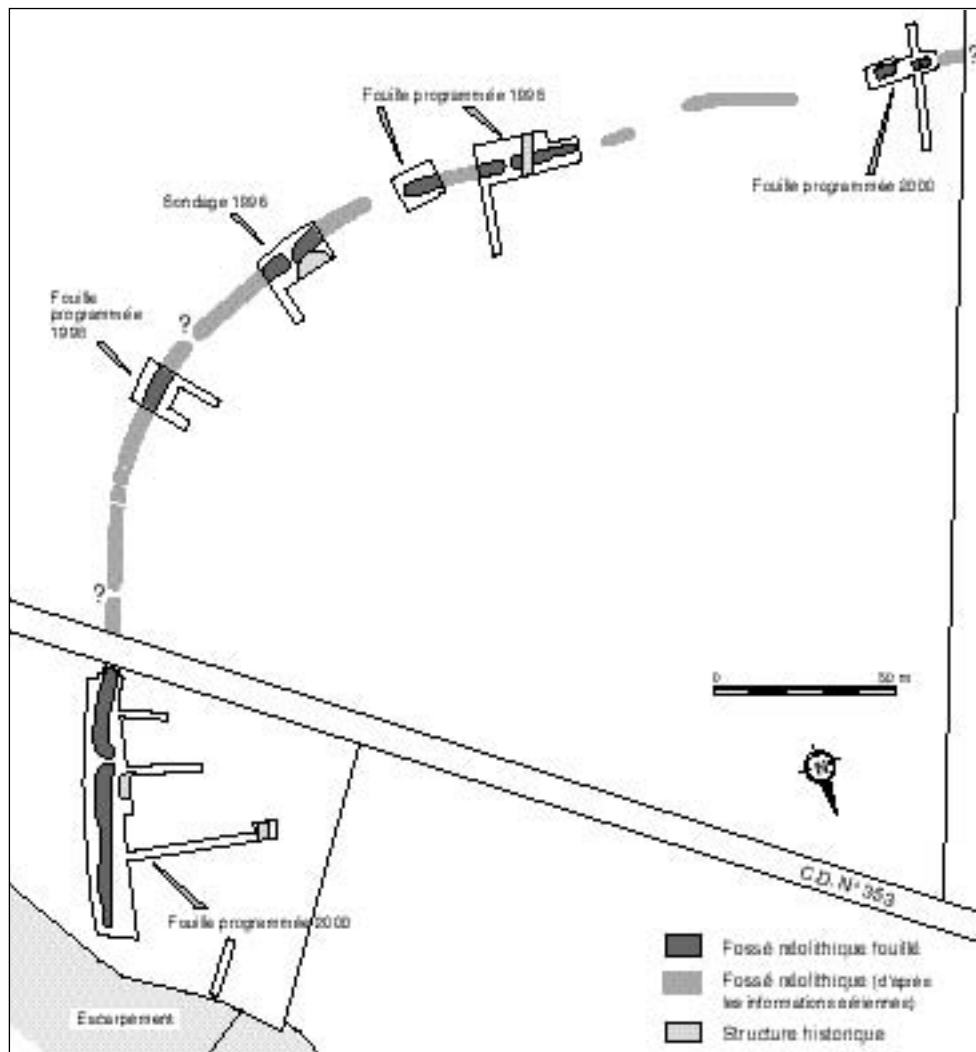 ?
Fouille programmée 1995
Fouille programmée 2000
Sondage 1996
Fouille
programmée
1998
?
?
0 50 m
N
C.D. N° 353
Fouille programmée 2000
Escarpement
Fossé néolithique fouillé
Fossé néolithique (d'après
les informations aériennes)
Structure historique